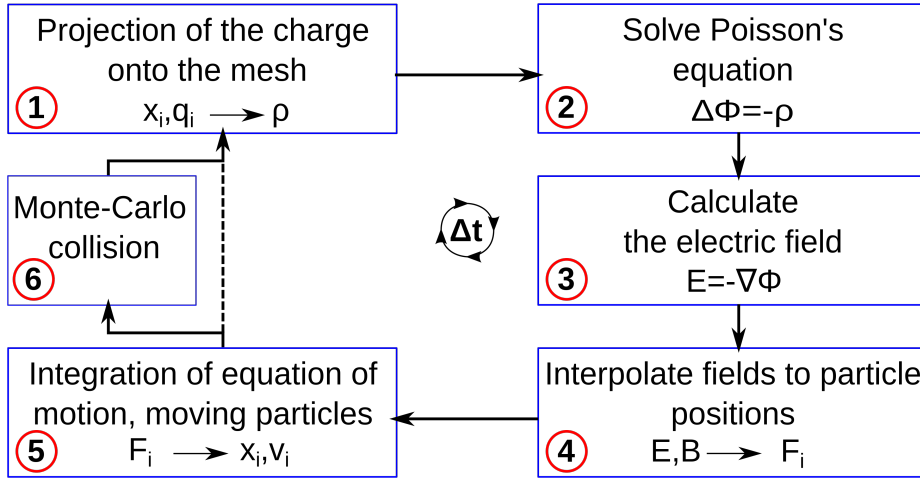 Projection of the charge
onto the mesh
xᵢ,qᵢ → ρ
1
Solve Poisson's
equation
ΔΦ=-ρ
2
Calculate
the electric field
E=-∇Φ
3
Interpolate fields to particle
positions
E,B → Fᵢ
4
Integration of equation of
motion, moving particles
Fᵢ → xᵢ,vᵢ
5
Monte-Carlo
collision
6
Δt